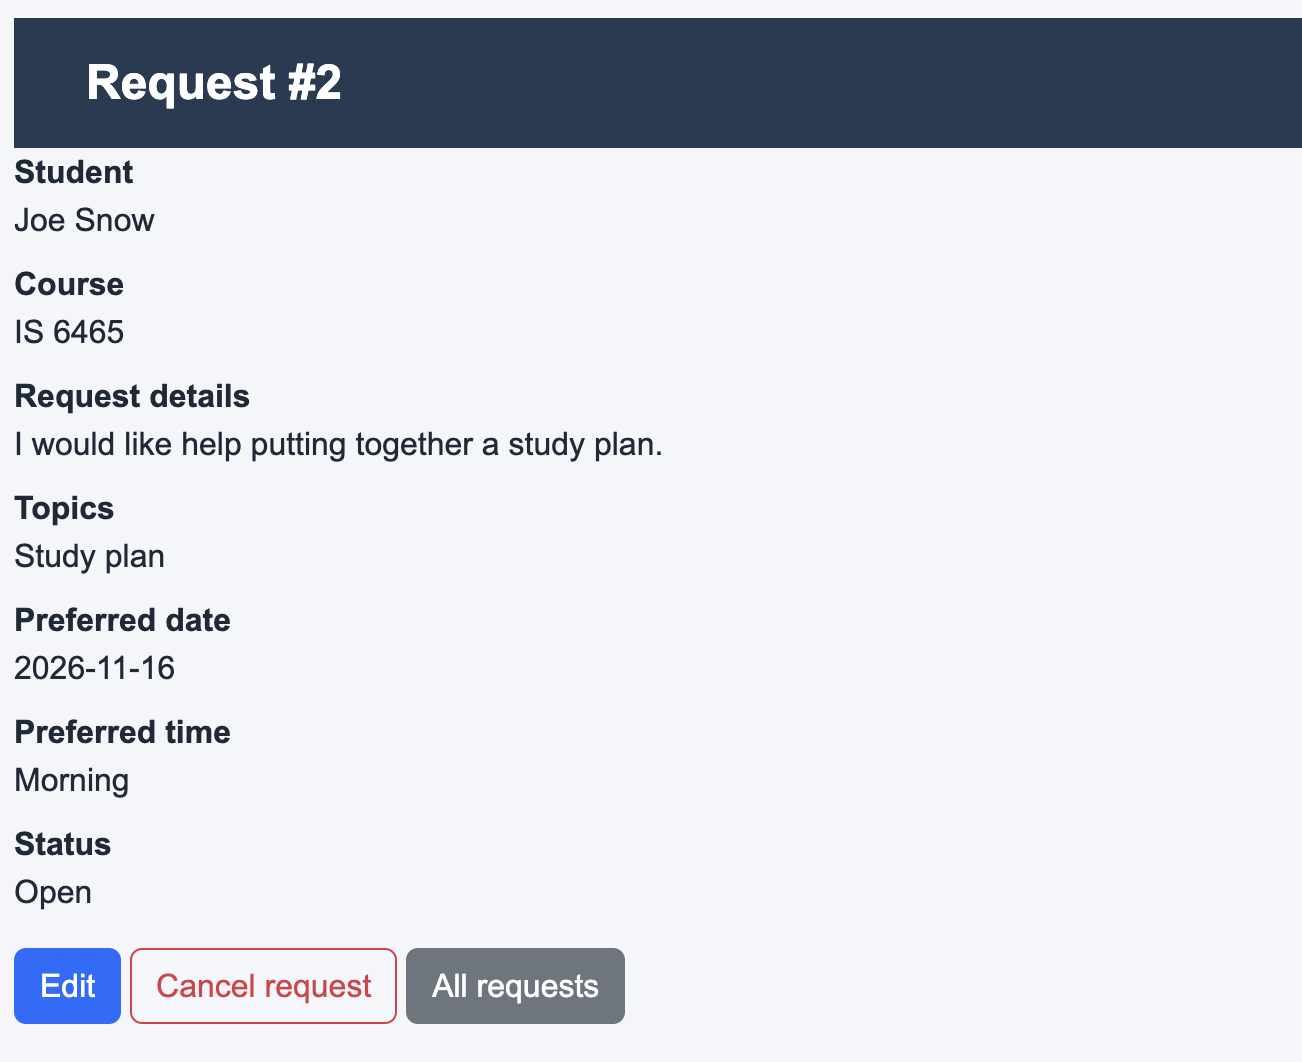 Request #2
Student
Joe Snow
Course
IS 6465
Request details
I would like help putting together a study plan.
Topics
Study plan
Preferred date
2026-11-16
Preferred time
Morning
Status
Open
Edit Cancel request All requests